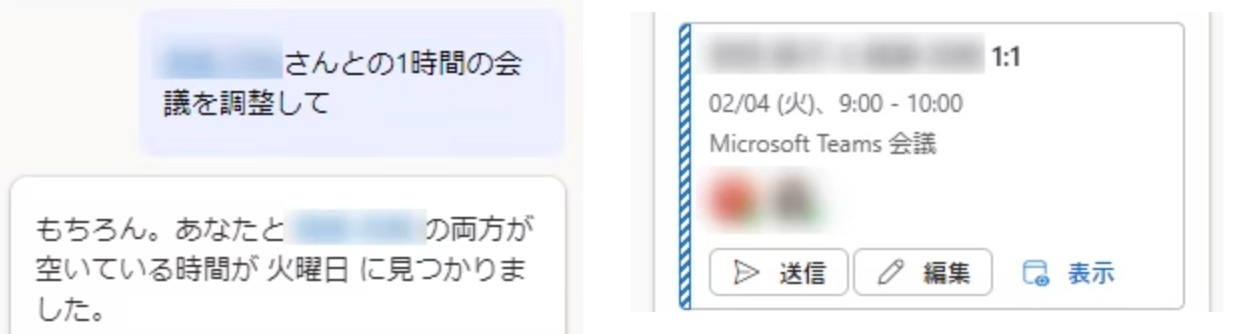 さんとの1時間の会
議を調整して
もちろん。あなたと の両方が
空いている時間が 火曜日 に見つかりま
した。
1:1
02/04 (火)、9:00 - 10:00
Microsoft Teams 会議
送信 編集 表示